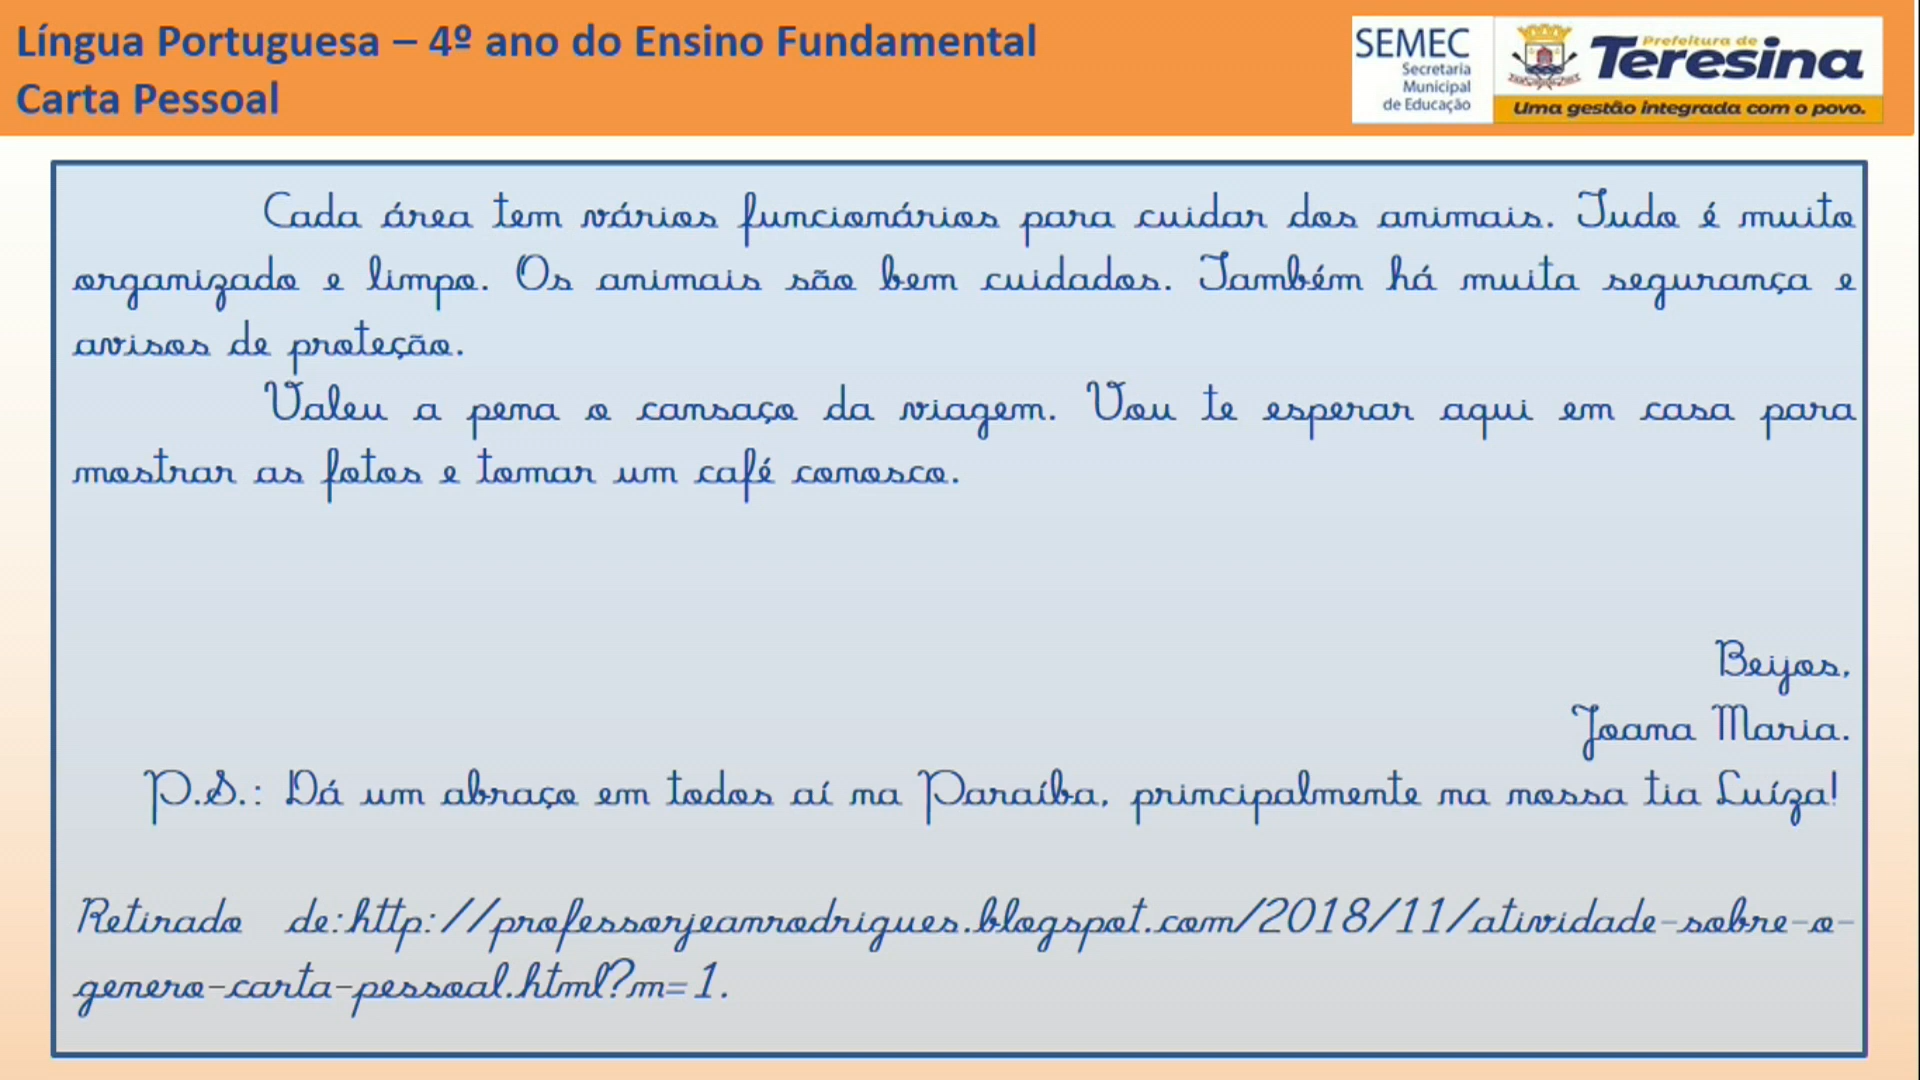 Língua Portuguesa – 4º ano do Ensino Fundamental
Carta Pessoal
SEMEC
Secretaria
Municipal
de Educação
Prefeitura de
Teresina
Uma gestão integrada com o povo.
Cada área tem vários funcionários para cuidar dos animais. Tudo é muito
organizado e limpo. Os animais são bem cuidados. Também há muita segurança e
avisos de proteção.
Valeu a pena o cansaço da viagem. Vou te esperar aqui em casa para
mostrar as fotos e tomar um café conosco.
Beijos,
Joana Maria.
P.S.: Dá um abraço em todos aí na Paraíba, principalmente na nossa tia Luíza!
Retirado de:http://professorjeanrodrigues.blogspot.com/2018/11/atividade-sobre-o-
genero-carta-pessoal.html?m=1.